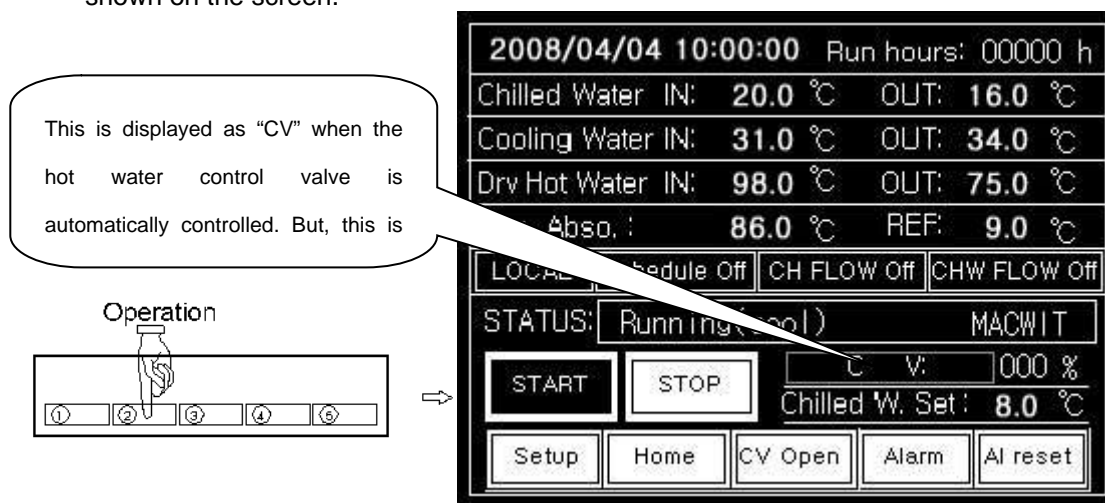 shown on the screen.
This is displayed as “CV” when the
hot water control valve is
automatically controlled. But, this is
Operation
① ② ③ ④ ⑤
2008/04/04 10:00:00 Run hours: 00000 h
Chilled Water IN: 20.0 ℃ OUT: 16.0 ℃
Cooling Water IN: 31.0 ℃ OUT: 34.0 ℃
Drv Hot Water IN: 98.0 ℃ OUT: 75.0 ℃
Abso. : 86.0 ℃ REF: 9.0 ℃
LOCAL Schedule Off CH FLOW Off CHW FLOW Off
STATUS: Running(cool) MACWIT
START STOP C V: 000 %
Chilled W. Set : 8.0 ℃
Setup Home CV Open Alarm Al reset